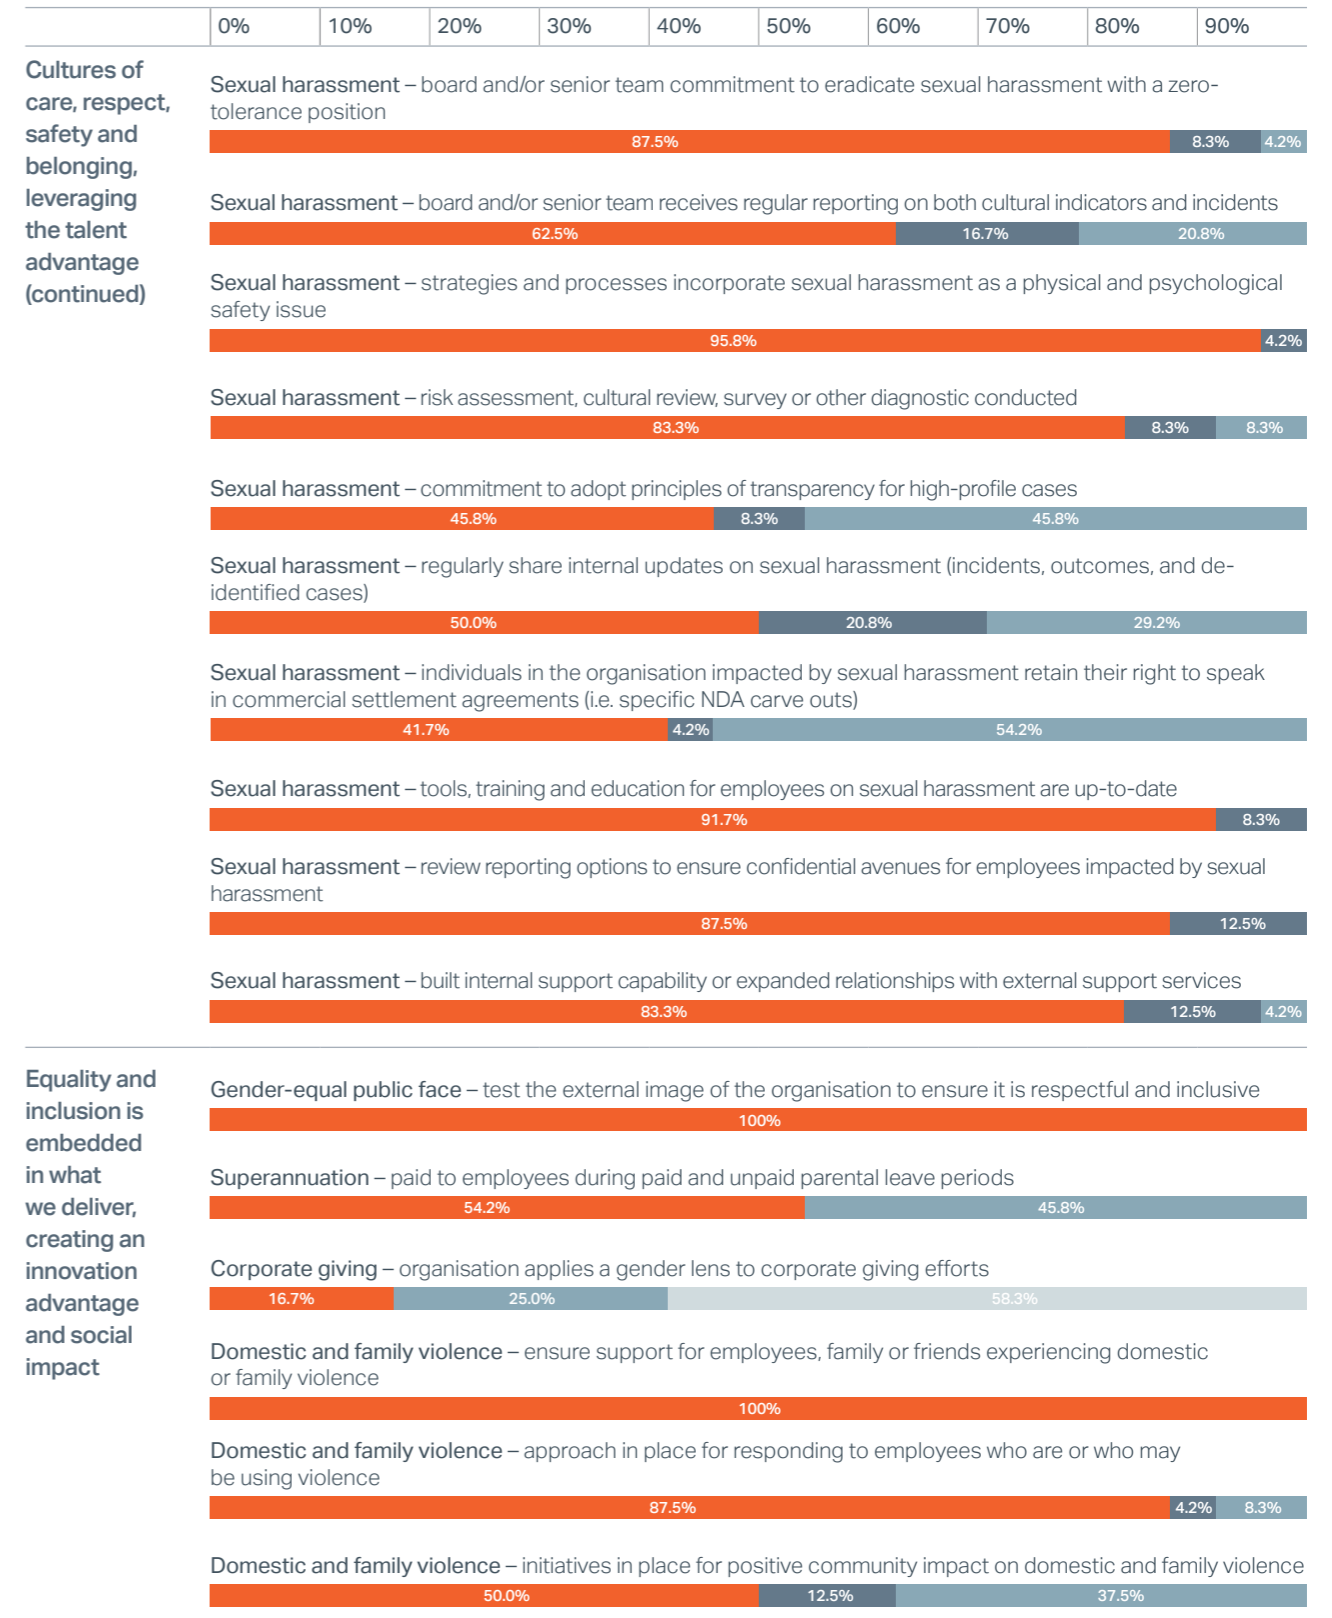 0% 10% 20% 30% 40% 50% 60% 70% 80% 90%
Cultures of
care, respect,
safety and
belonging,
leveraging
the talent
advantage
(continued)
Sexual harassment – board and/or senior team commitment to eradicate sexual harassment with a zero-
tolerance position
87.5% 8.3% 4.2%
Sexual harassment – board and/or senior team receives regular reporting on both cultural indicators and incidents
62.5% 16.7% 20.8%
Sexual harassment – strategies and processes incorporate sexual harassment as a physical and psychological
safety issue
95.8% 4.2%
Sexual harassment – risk assessment, cultural review, survey or other diagnostic conducted
83.3% 8.3% 8.3%
Sexual harassment – commitment to adopt principles of transparency for high-profile cases
45.8% 8.3% 45.8%
Sexual harassment – regularly share internal updates on sexual harassment (incidents, outcomes, and de-
identified cases)
50.0% 20.8% 29.2%
Sexual harassment – individuals in the organisation impacted by sexual harassment retain their right to speak
in commercial settlement agreements (i.e. specific NDA carve outs)
41.7% 4.2% 54.2%
Sexual harassment – tools, training and education for employees on sexual harassment are up-to-date
91.7% 8.3%
Sexual harassment – review reporting options to ensure confidential avenues for employees impacted by sexual
harassment
87.5% 12.5%
Sexual harassment – built internal support capability or expanded relationships with external support services
83.3% 12.5% 4.2%
Equality and
inclusion is
embedded
in what
we deliver,
creating an
innovation
advantage
and social
impact
Gender-equal public face – test the external image of the organisation to ensure it is respectful and inclusive
100%
Superannuation – paid to employees during paid and unpaid parental leave periods
54.2% 45.8%
Corporate giving – organisation applies a gender lens to corporate giving efforts
16.7% 25.0% 58.3%
Domestic and family violence – ensure support for employees, family or friends experiencing domestic
or family violence
100%
Domestic and family violence – approach in place for responding to employees who are or who may
be using violence
87.5% 4.2% 8.3%
Domestic and family violence – initiatives in place for positive community impact on domestic and family violence
50.0% 12.5% 37.5%